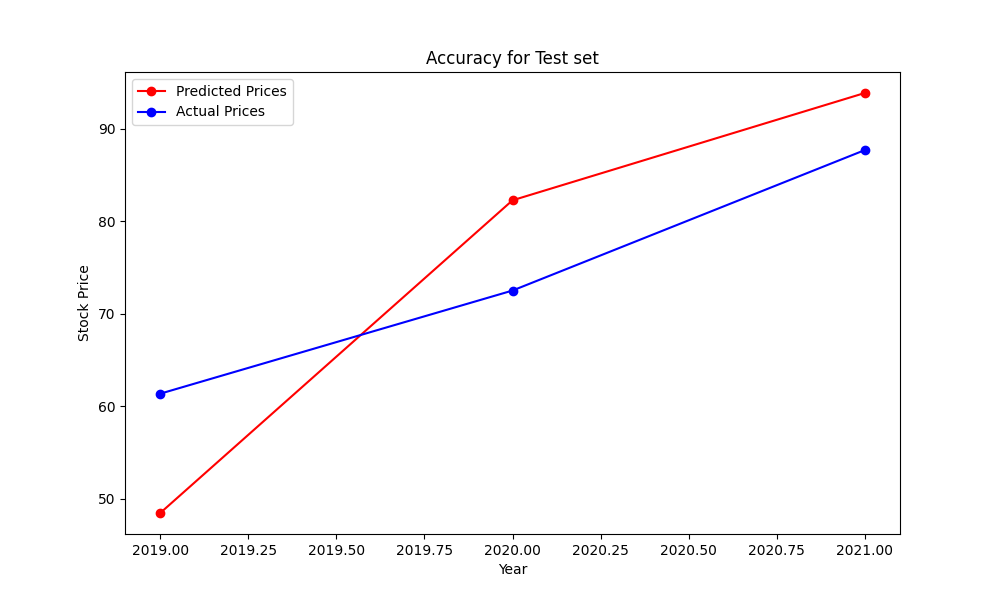 Accuracy for Test set
Predicted Prices
Actual Prices
90
80
70
60
50
Stock Price
2019.00 2019.25 2019.50 2019.75 2020.00 2020.25 2020.50 2020.75 2021.00
Year